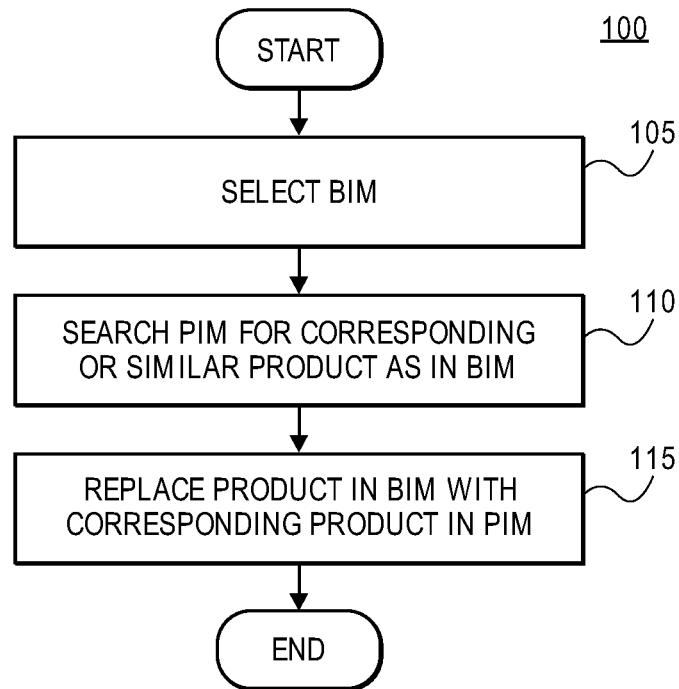 100
START
105
SELECT BIM
110
SEARCH PIM FOR CORRESPONDING
OR SIMILAR PRODUCT AS IN BIM
115
REPLACE PRODUCT IN BIM WITH
CORRESPONDING PRODUCT IN PIM
END